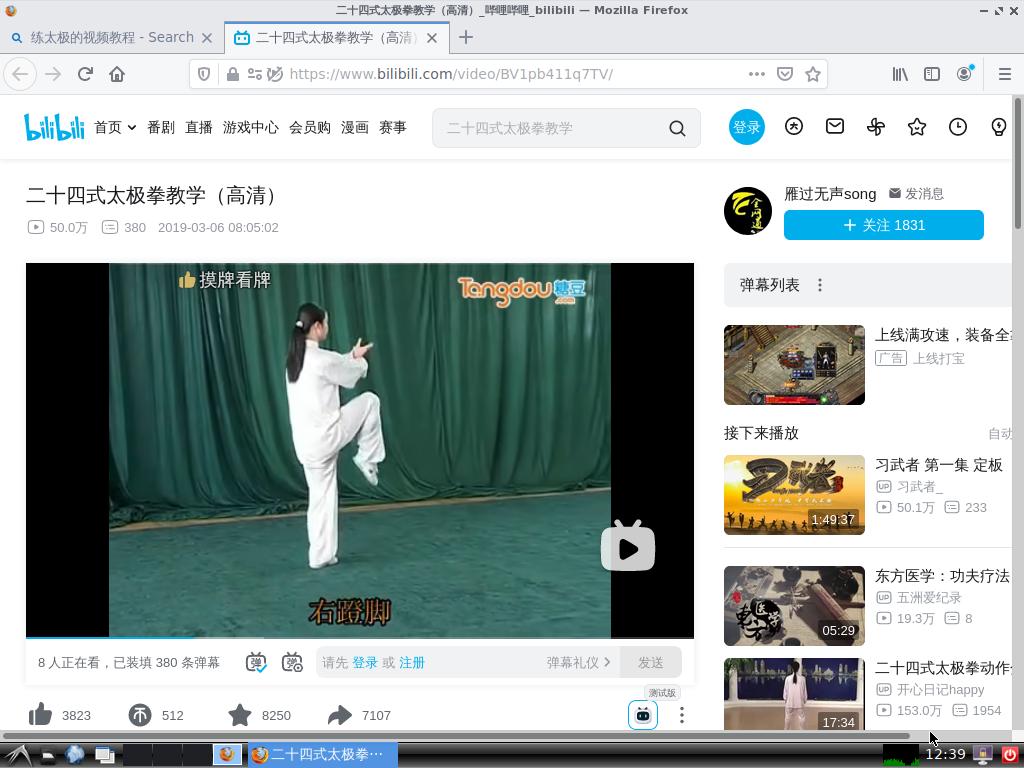 二十四式太极拳教学（高清）_哔哩哔哩_bilibili — Mozilla Firefox
练太极的视频教程 - Search
二十四式太极拳教学（高清）
https://www.bilibili.com/video/BV1pb411q7TV/
bilibili 首页 番剧 直播 游戏中心 会员购 漫画 赛事
二十四式太极拳教学
登录
二十四式太极拳教学（高清）
50.0万 380 2019-03-06 08:05:02
雁过无声song 发消息
+ 关注 1831
摸牌看牌
Tangdou 糖豆
.com
右蹬脚
弹幕列表
上线满攻速，装备全
广告 上线打宝
接下来播放 自动
1:49:37
习武者 第一集 定板
UP 习武者_
50.1万 233
05:29
东方医学：功夫疗法
UP 五洲爱纪录
19.3万 8
17:34
二十四式太极拳动作
UP 开心日记happy
153.0万 1954
8 人正在看，已装填 380 条弹幕
弹 弹
请先 登录 或 注册
弹幕礼仪 >
发送
测试版
3823 512 8250 7107
二十四式太极拳···
12:39